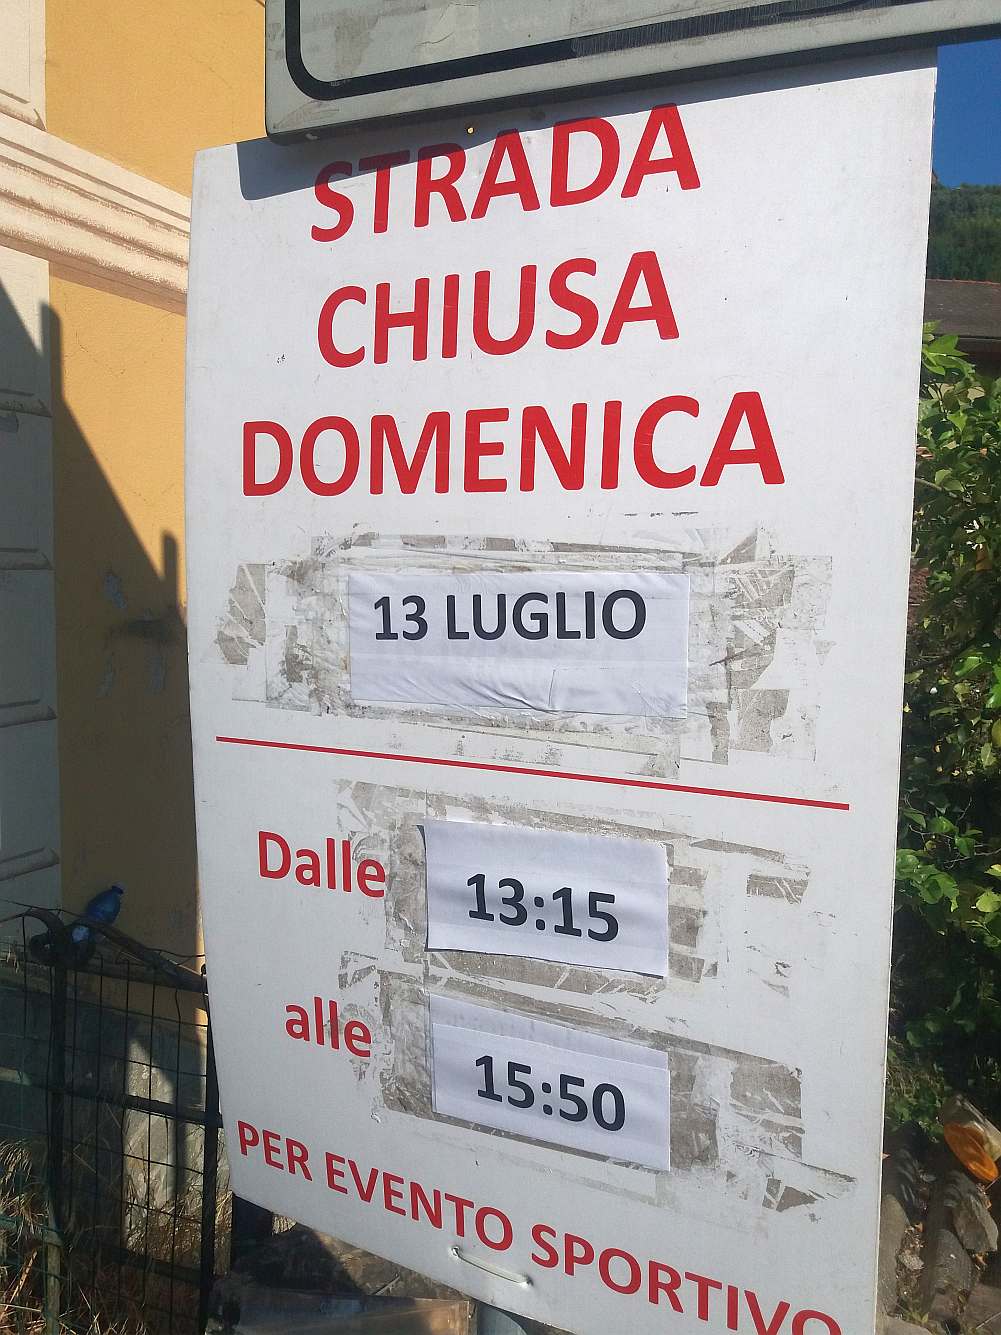 STRADA
CHIUSA
DOMENICA
13 LUGLIO
Dalle 13:15
alle 15:50
PER EVENTO SPORTIVO